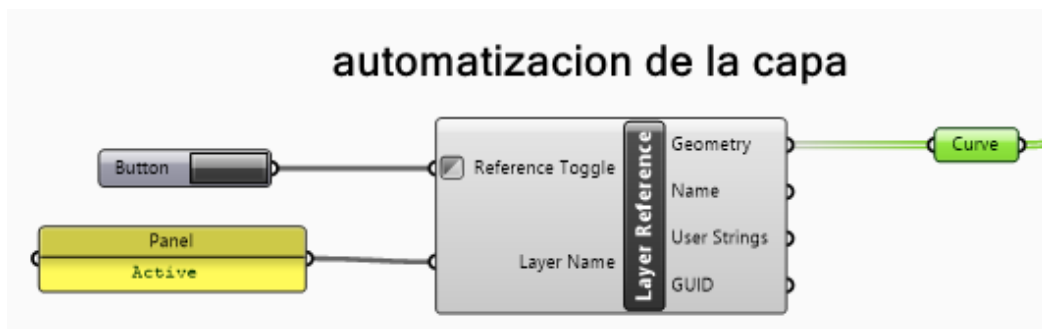 automatizacion de la capa
Button
Reference Toggle
Layer Reference
Geometry
Curve
Name
Panel
Active
Layer Name
User Strings
GUID